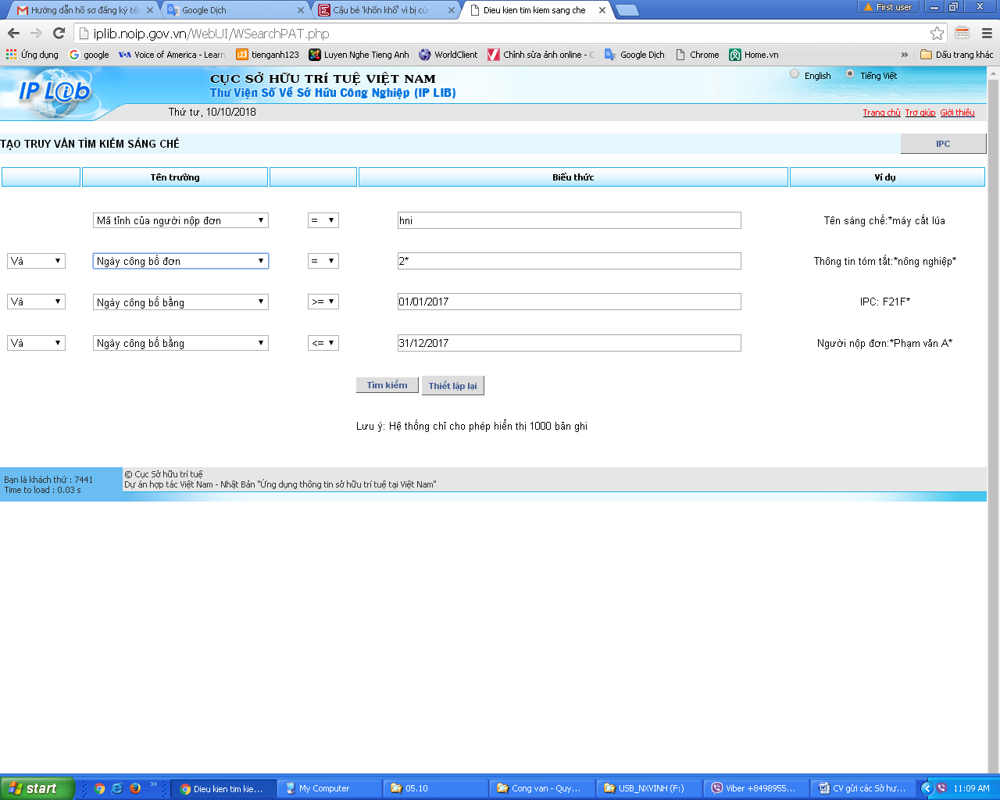 Hướng dẫn hồ sơ đăng ký tên
Google Dịch
Cậu bé 'khốn khổ' vì bị cứn
Dieu kien tim kiem sang che
First user
iplib.noip.gov.vn/WebUI/WSearchPAT.php
Ứng dụng
google
VOA Voice of America - Learn
123 tienganh123
Luyen Nghe Tieng Anh
WorldClient
Chỉnh sửa ảnh online - C
Google Dịch
Chrome
Home.vn
»
Dấu trang khác
IP Lib
CỤC SỞ HỮU TRÍ TUỆ VIỆT NAM
Thư Viện Số Về Sở Hữu Công Nghiệp (IP LIB)
English Tiếng Việt
Thứ tư, 10/10/2018
Trang chủ Trợ giúp Giới thiệu
TẠO TRUY VẤN TÌM KIẾM SÁNG CHẾ
IPC
Tên trường Biểu thức Ví dụ
Mã tỉnh của người nộp đơn = hni Tên sáng chế:*máy cắt lúa
Và Ngày công bố đơn = 2* Thông tin tóm tắt:*nông nghiệp*
Và Ngày công bố bằng >= 01/01/2017 IPC: F21F*
Và Ngày công bố bằng <= 31/12/2017 Người nộp đơn:*Phạm văn A*
Tìm kiếm Thiết lập lại
Lưu ý: Hệ thống chỉ cho phép hiển thị 1000 bản ghi
Bạn là khách thứ : 7441
Time to load : 0.03 s
© Cục Sở hữu trí tuệ
Dự án hợp tác Việt Nam - Nhật Bản "Ứng dụng thông tin sở hữu trí tuệ tại Việt Nam"
start
»
Dieu kien tim kie...
My Computer
05.10
Cong van - Quy...
USB_NXVINH (F:)
Viber +8498955...
CV gửi các Sở hư...
11:09 AM